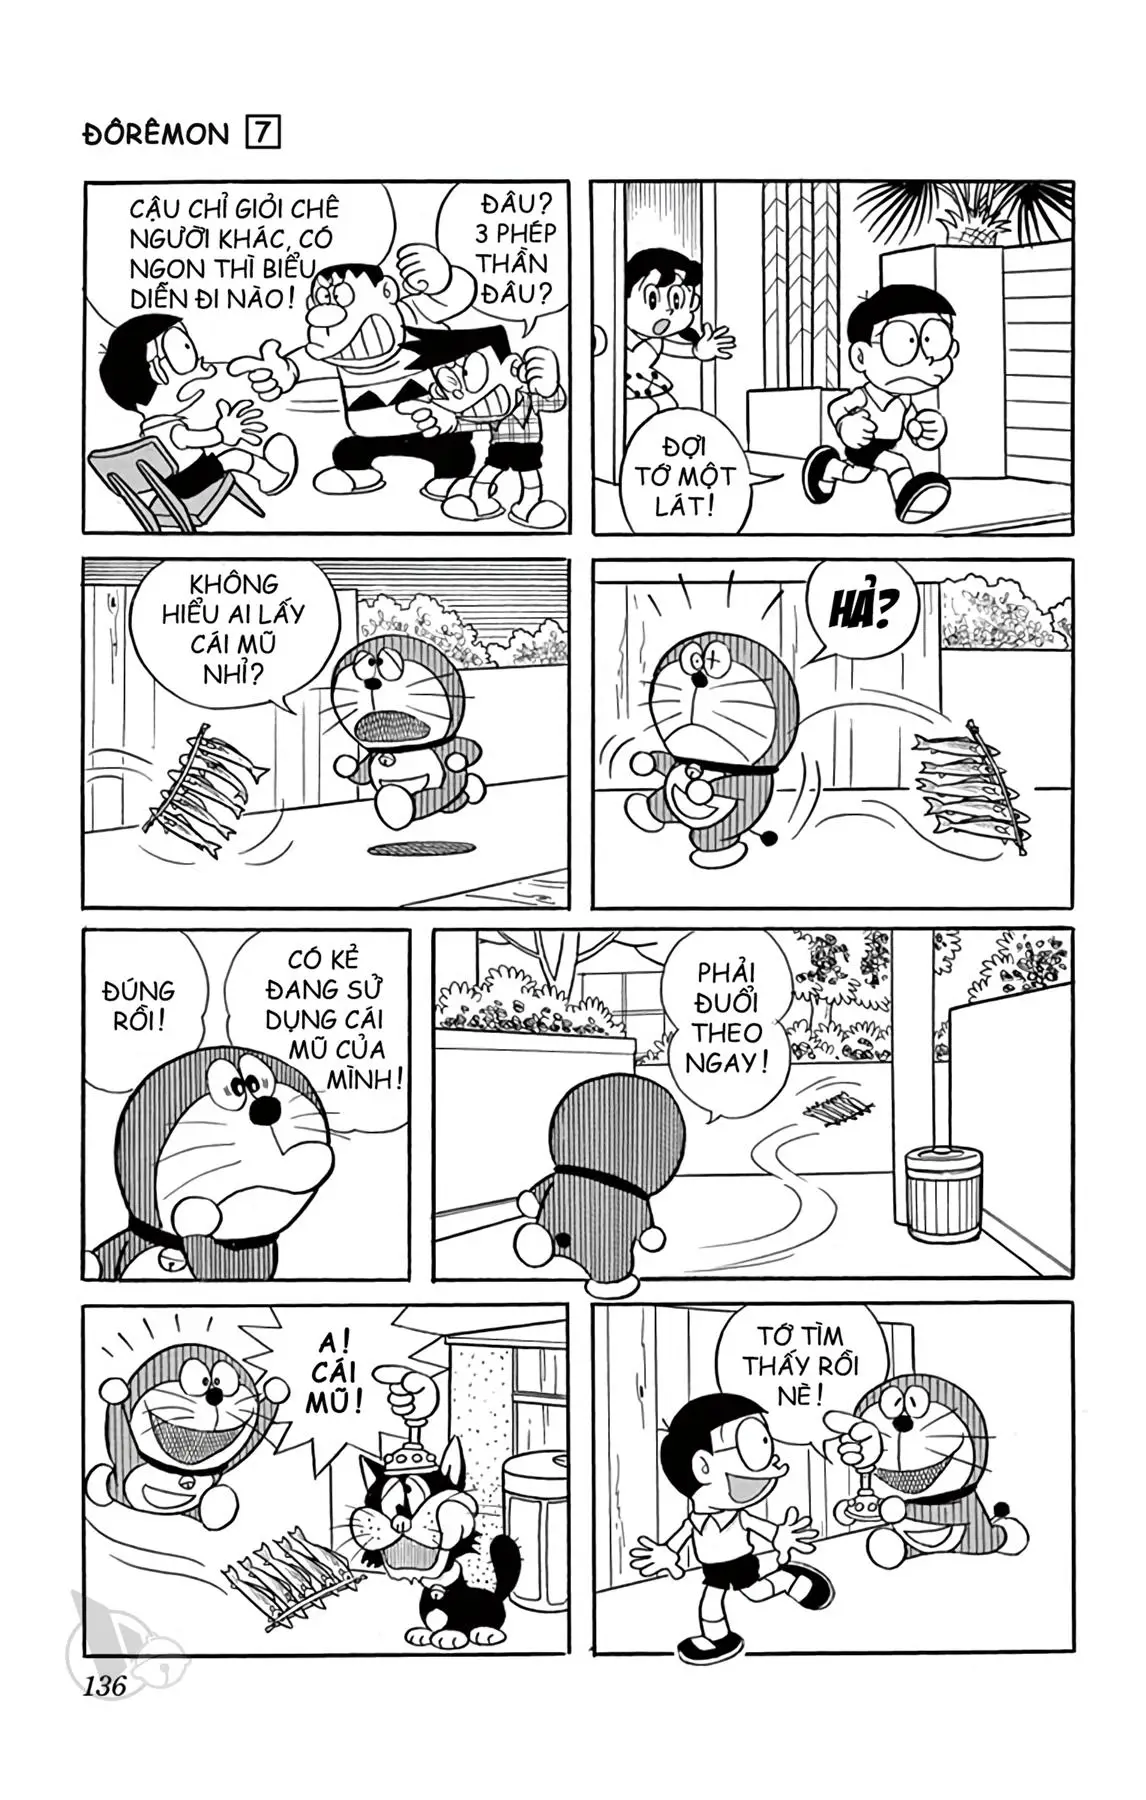 ĐÔRÊMON 7
CẬU CHỈ GIỎI CHÊ
NGƯỜI KHÁC, CÓ
NGON THÌ BIỂU
DIỄN ĐI NÀO!
ĐÂU?
3 PHÉP
THẦN
ĐÂU?
ĐỢI
TỚ MỘT
LÁT!
KHÔNG
HIỂU AI LẤY
CÁI MŨ
NHỈ?
HẢ?
ĐÚNG
RỒI!
CÓ KẺ
ĐANG SỬ
DỤNG CÁI
MŨ CỦA
MÌNH!
PHẢI
ĐUỔI
THEO
NGAY!
A!
CÁI
MŨ!
TỚ TÌM
THẤY RỒI
NÈ!
136